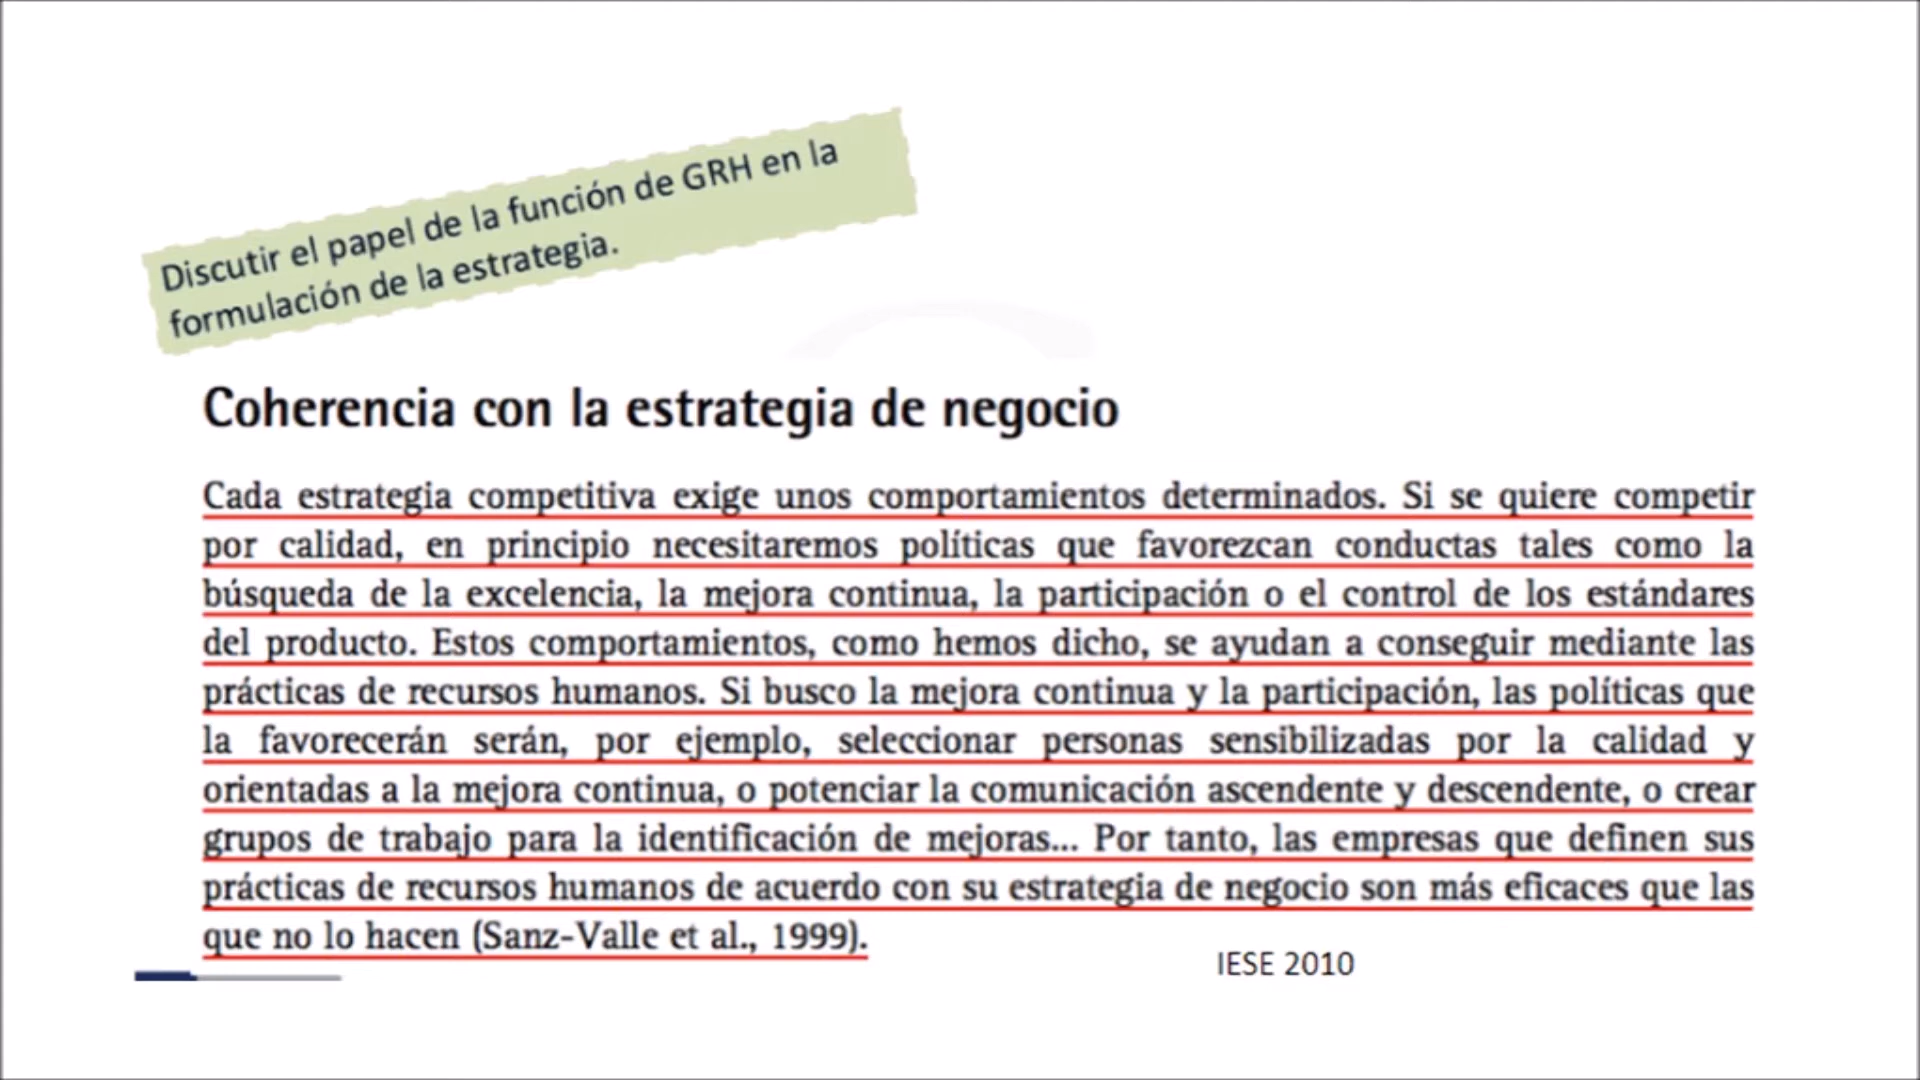 Discutir el papel de la función de GRH en la
formulación de la estrategia.
Coherencia con la estrategia de negocio
Cada estrategia competitiva exige unos comportamientos determinados. Si se quiere competir
por calidad, en principio necesitaremos políticas que favorezcan conductas tales como la
búsqueda de la excelencia, la mejora continua, la participación o el control de los estándares
del producto. Estos comportamientos, como hemos dicho, se ayudan a conseguir mediante las
prácticas de recursos humanos. Si busco la mejora continua y la participación, las políticas que
la favorecerán serán, por ejemplo, seleccionar personas sensibilizadas por la calidad y
orientadas a la mejora continua, o potenciar la comunicación ascendente y descendente, o crear
grupos de trabajo para la identificación de mejoras... Por tanto, las empresas que definen sus
prácticas de recursos humanos de acuerdo con su estrategia de negocio son más eficaces que las
que no lo hacen (Sanz-Valle et al., 1999).
IESE 2010